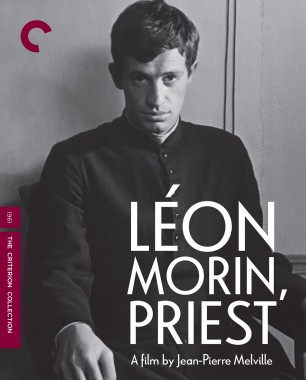 1961
THE CRITERION COLLECTION
LÉON
MORIN,
PRIEST
A film by Jean-Pierre Melville